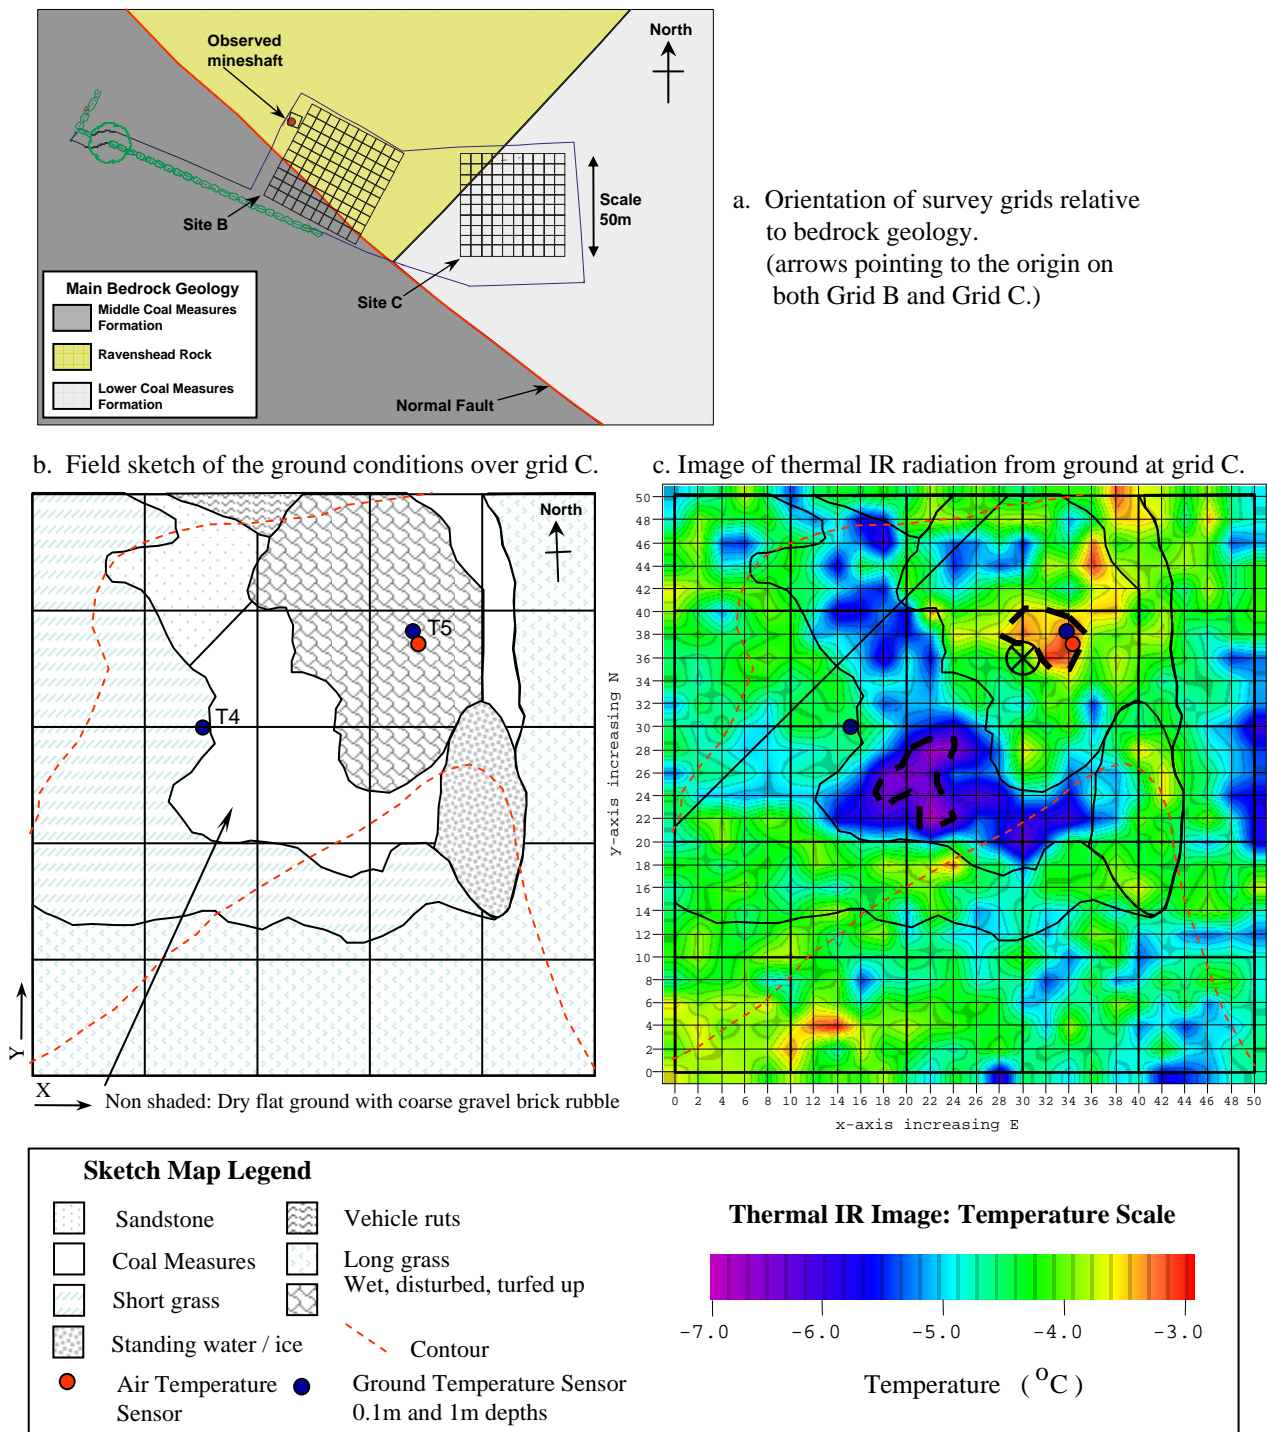 Observed
mineshaft
North
Site B
Scale
50m
Site C
Normal Fault
Main Bedrock Geology
Middle Coal Measures
Formation
Ravenshead Rock
Lower Coal Measures
Formation
a. Orientation of survey grids relative
to bedrock geology.
(arrows pointing to the origin on
both Grid B and Grid C.)
b. Field sketch of the ground conditions over grid C.
North
T5
T4
Y
X
Non shaded: Dry flat ground with coarse gravel brick rubble
c. Image of thermal IR radiation from ground at grid C.
y-axis increasing N
50
48
46
44
42
40
38
36
34
32
30
28
26
24
22
20
18
16
14
12
10
8
6
4
2
0
0 2 4 6 8 10 12 14 16 18 20 22 24 26 28 30 32 34 36 38 40 42 44 46 48 50
x-axis increasing E
Sketch Map Legend
Sandstone
Coal Measures
Short grass
Standing water / ice
Air Temperature
Sensor
Vehicle ruts
Long grass
Wet, disturbed, turfed up
Contour
Ground Temperature Sensor
0.1m and 1m depths
Thermal IR Image: Temperature Scale
-7.0 -6.0 -5.0 -4.0 -3.0
Temperature (°C)